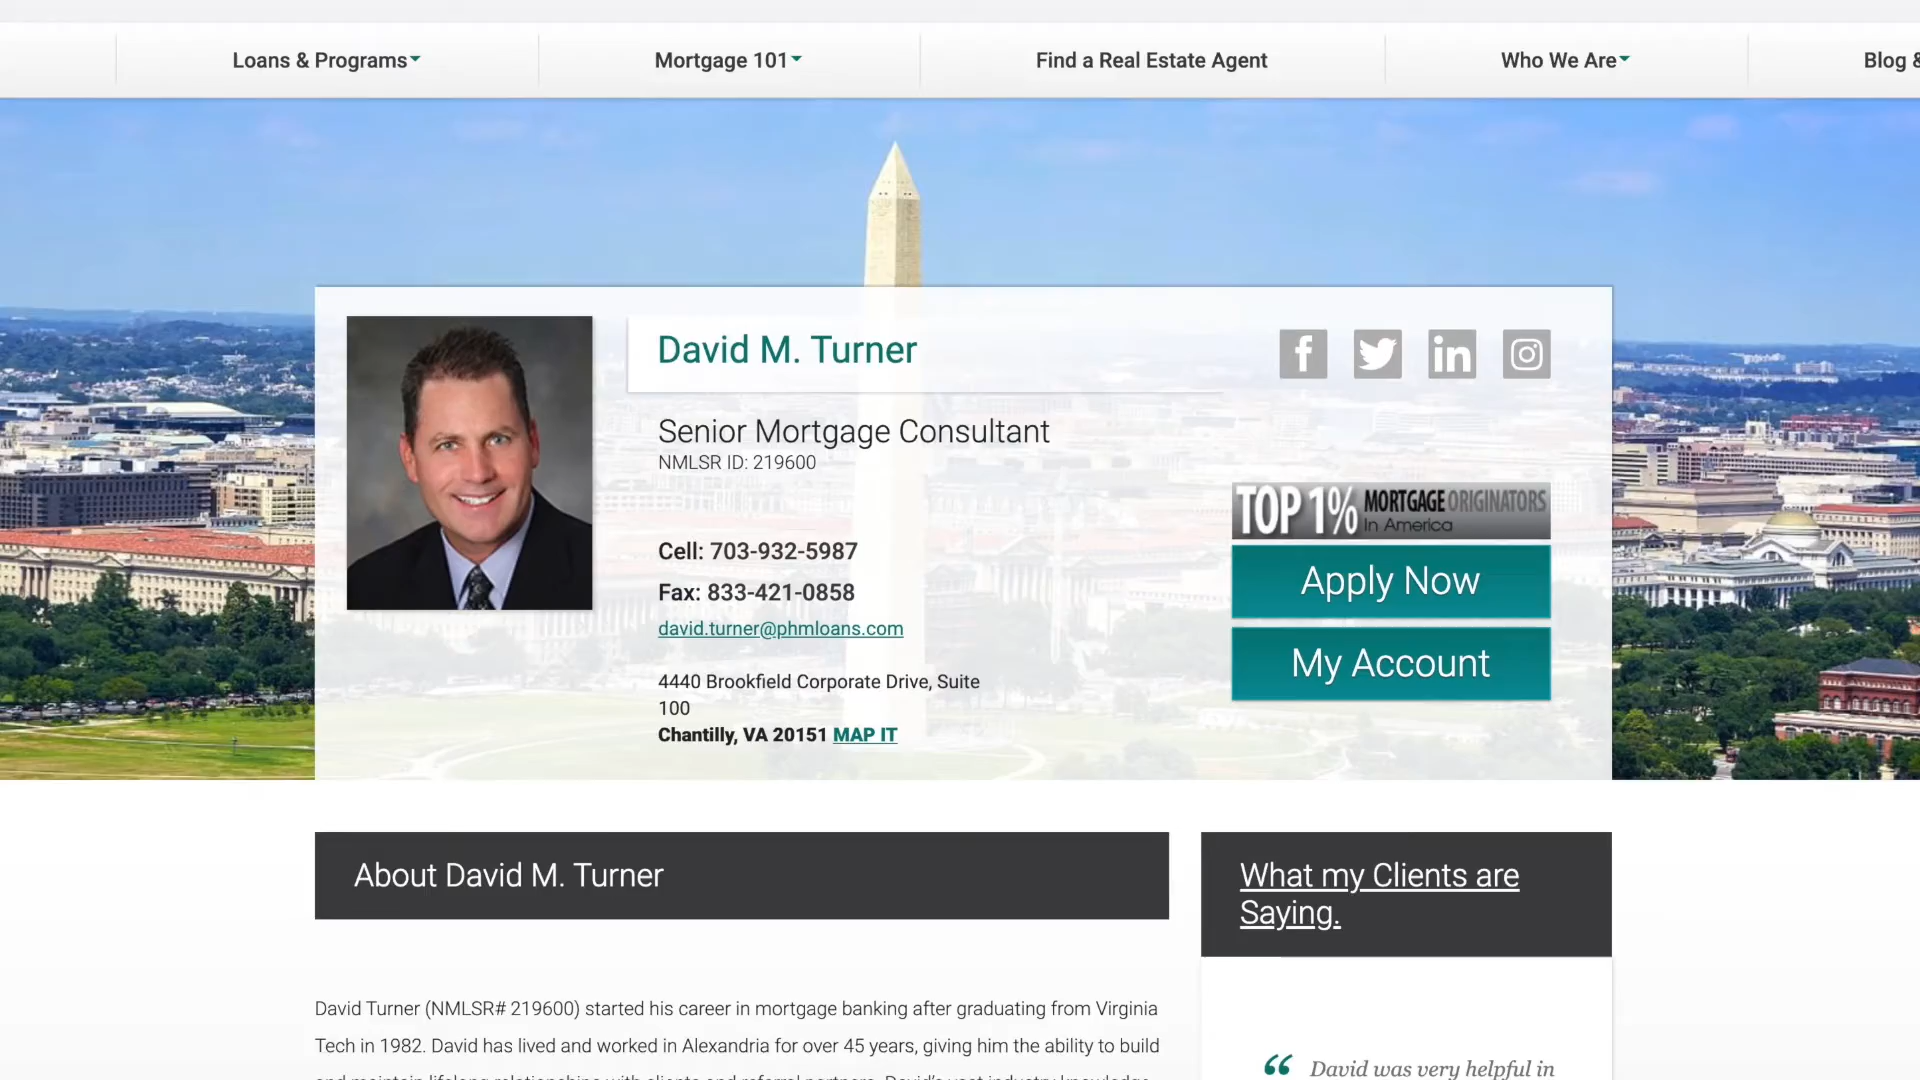 Loans & Programs
Mortgage 101
Find a Real Estate Agent
Who We Are
Blog &
David M. Turner
Senior Mortgage Consultant
NMLSR ID: 219600
TOP 1% MORTGAGE ORIGINATORS
In America
Cell: 703-932-5987
Fax: 833-421-0858
david.turner@phmloans.com
Apply Now
My Account
4440 Brookfield Corporate Drive, Suite
100
Chantilly, VA 20151 MAP IT
About David M. Turner
David Turner (NMLSR# 219600) started his career in mortgage banking after graduating from Virginia
Tech in 1982. David has lived and worked in Alexandria for over 45 years, giving him the ability to build
What my Clients are
Saying.
“ David was very helpful in